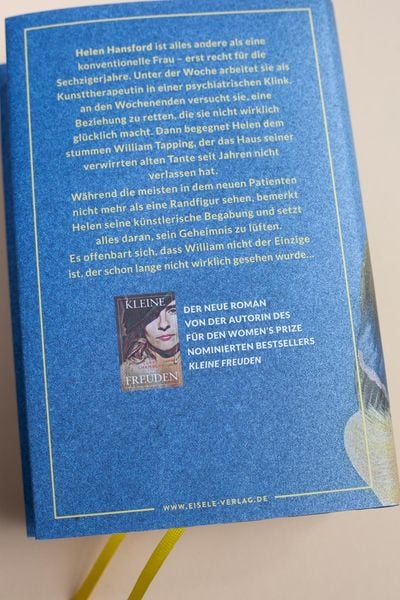 Helen Hansford ist alles andere als eine
konventionelle Frau – erst recht für die
Sechzigerjahre. Unter der Woche arbeitet sie als
Kunsttherapeutin in einer psychiatrischen Klinik,
an den Wochenenden versucht sie, eine
Beziehung zu retten, die sie nicht wirklich
glücklich macht. Dann begegnet Helen dem
stummen William Tapping, der das Haus seiner
verwirrten alten Tante seit Jahren nicht
verlassen hat.
Während die meisten in dem neuen Patienten
nicht mehr als eine Randfigur sehen, bemerkt
Helen seine künstlerische Begabung und setzt
alles daran, sein Geheimnis zu lüften.
Es offenbart sich, dass William nicht der Einzige
ist, der schon lange nicht wirklich gesehen wurde...
KLEINE
FREUDEN
DER NEUE ROMAN
VON DER AUTORIN DES
FÜR DEN WOMEN'S PRIZE
NOMINIERTEN BESTSELLERS
KLEINE FREUDEN
WWW.EISELE-VERLAG.DE